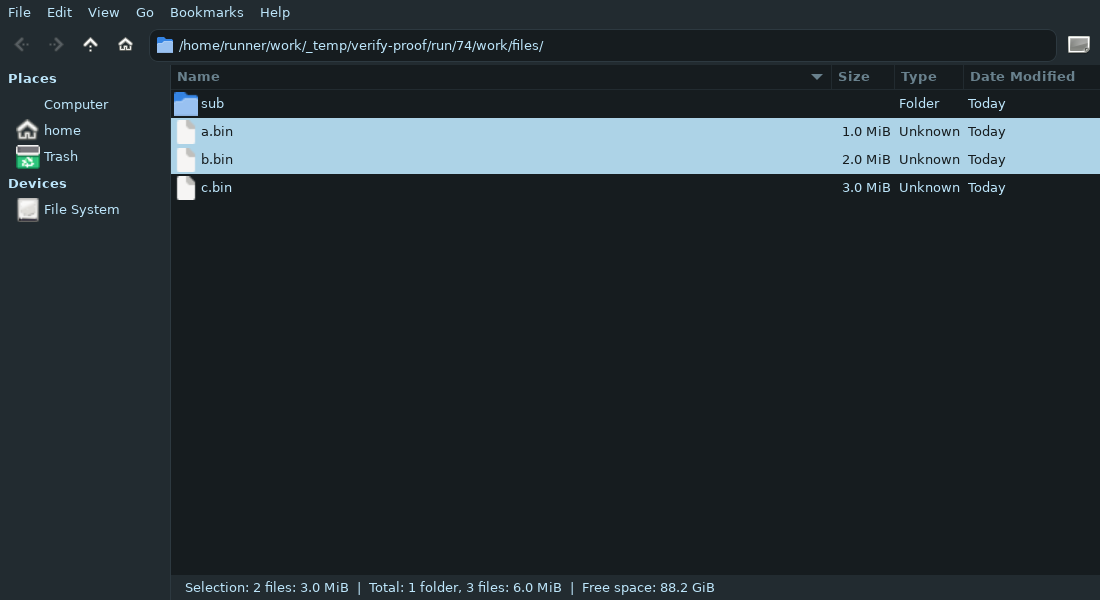 File Edit View Go Bookmarks Help
/home/runner/work/_temp/verify-proof/run/74/work/files/
Places
Computer
home
Trash
Devices
File System
Name Size Type Date Modified
sub Folder Today
a.bin 1.0 MiB Unknown Today
b.bin 2.0 MiB Unknown Today
c.bin 3.0 MiB Unknown Today
Selection: 2 files: 3.0 MiB | Total: 1 folder, 3 files: 6.0 MiB | Free space: 88.2 GiB